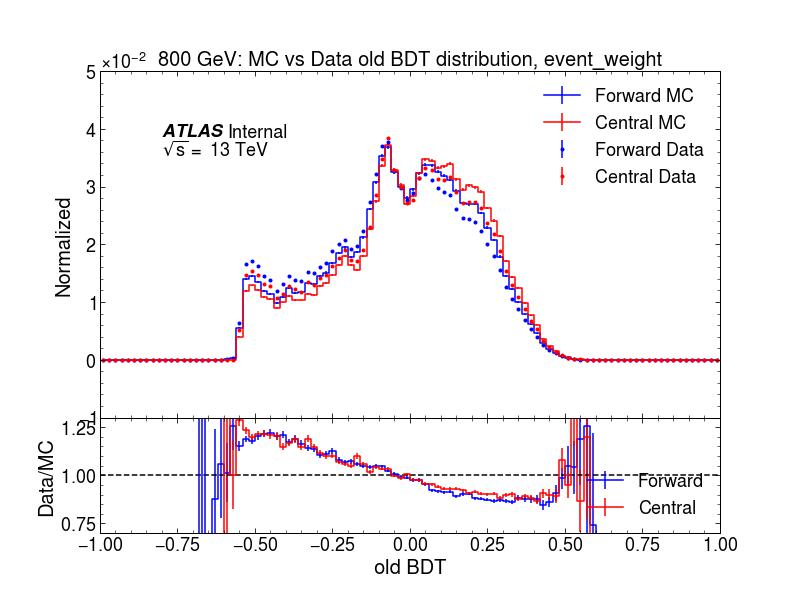 ×10⁻² 800 GeV: MC vs Data old BDT distribution, event_weight
5
4
3
2
1
0
−1
Normalized
ATLAS Internal
√s = 13 TeV
Forward MC
Central MC
Forward Data
Central Data
1.25
1.00
0.75
Data/MC
Forward
Central
−1.00 −0.75 −0.50 −0.25 0.00 0.25 0.50 0.75 1.00
old BDT